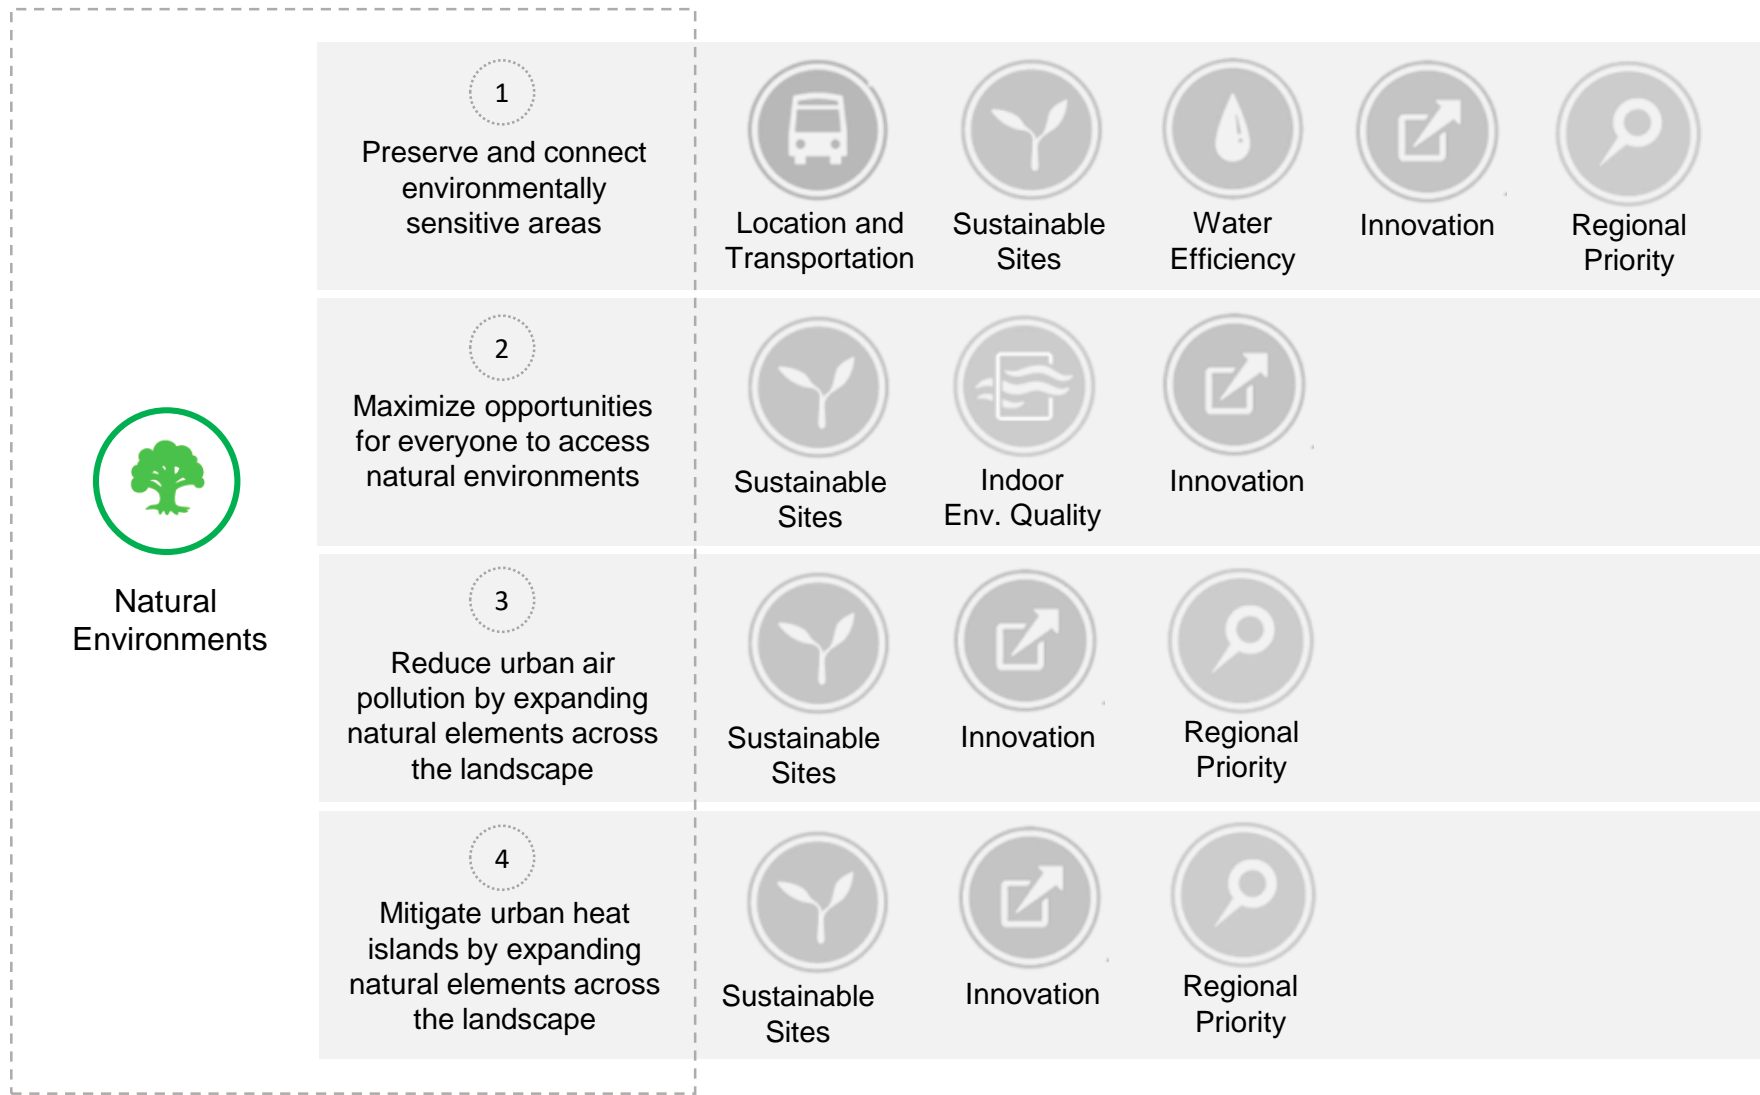 Natural
Environments
1
Preserve and connect
environmentally
sensitive areas
Location and
Transportation
Sustainable
Sites
Water
Efficiency
Innovation
Regional
Priority
2
Maximize opportunities
for everyone to access
natural environments
Sustainable
Sites
Indoor
Env. Quality
Innovation
3
Reduce urban air
pollution by expanding
natural elements across
the landscape
Sustainable
Sites
Innovation
Regional
Priority
4
Mitigate urban heat
islands by expanding
natural elements across
the landscape
Sustainable
Sites
Innovation
Regional
Priority